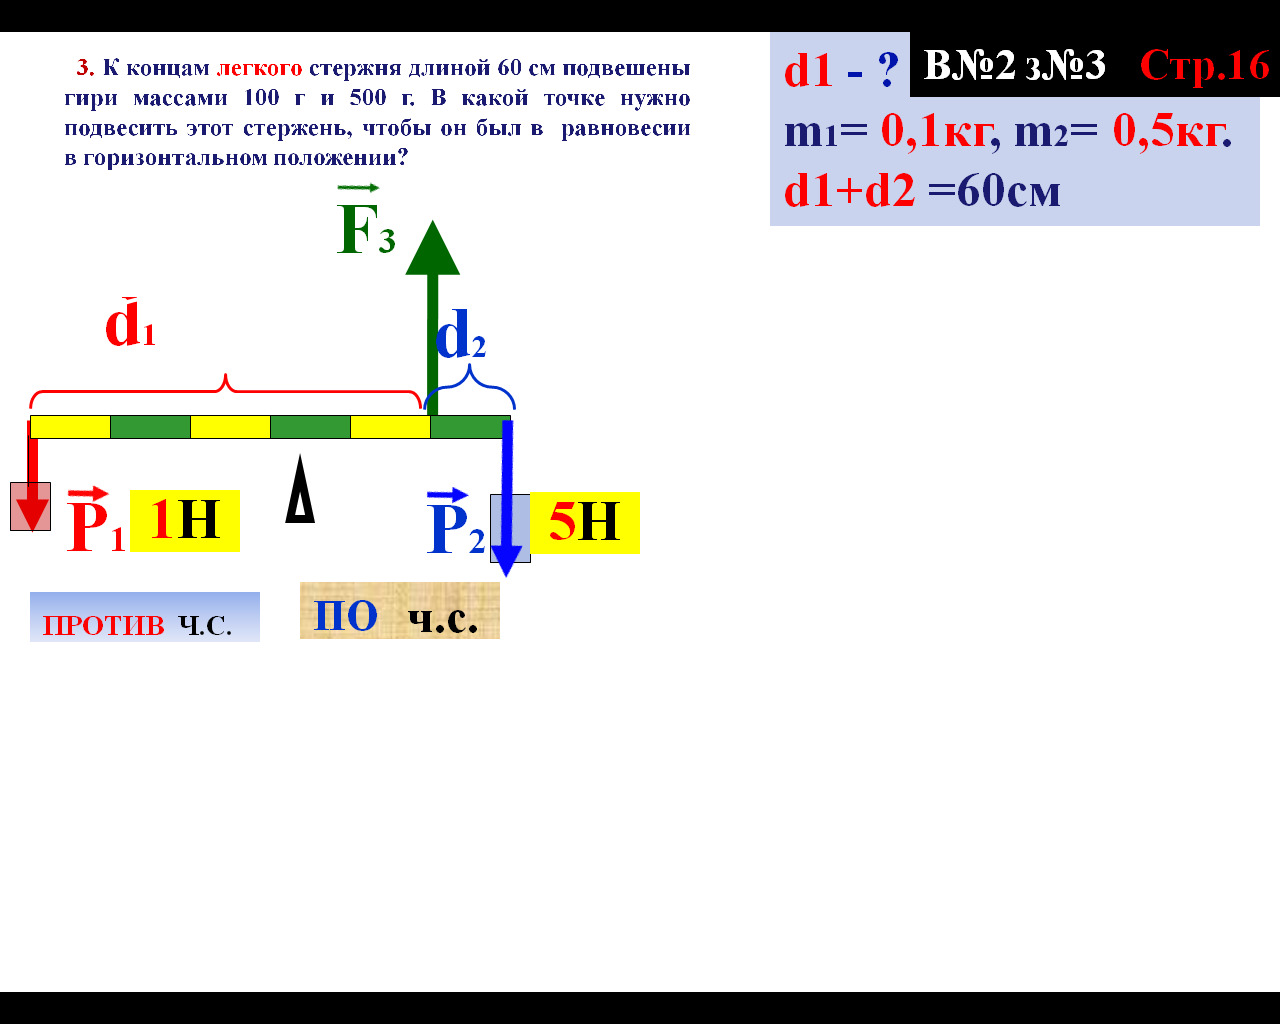 3. К концам легкого стержня длиной 60 см подвешены
гири массами 100 г и 500 г. В какой точке нужно
подвесить этот стержень, чтобы он был в равновесии
в горизонтальном положении?
d1 - ?
В№2 з№3 Стр.16
m1= 0,1кг, m2= 0,5кг.
d1+d2 =60см
F3
d1
d2
P1 1Н
P2 5Н
ПРОТИВ Ч.С.
ПО ч.с.